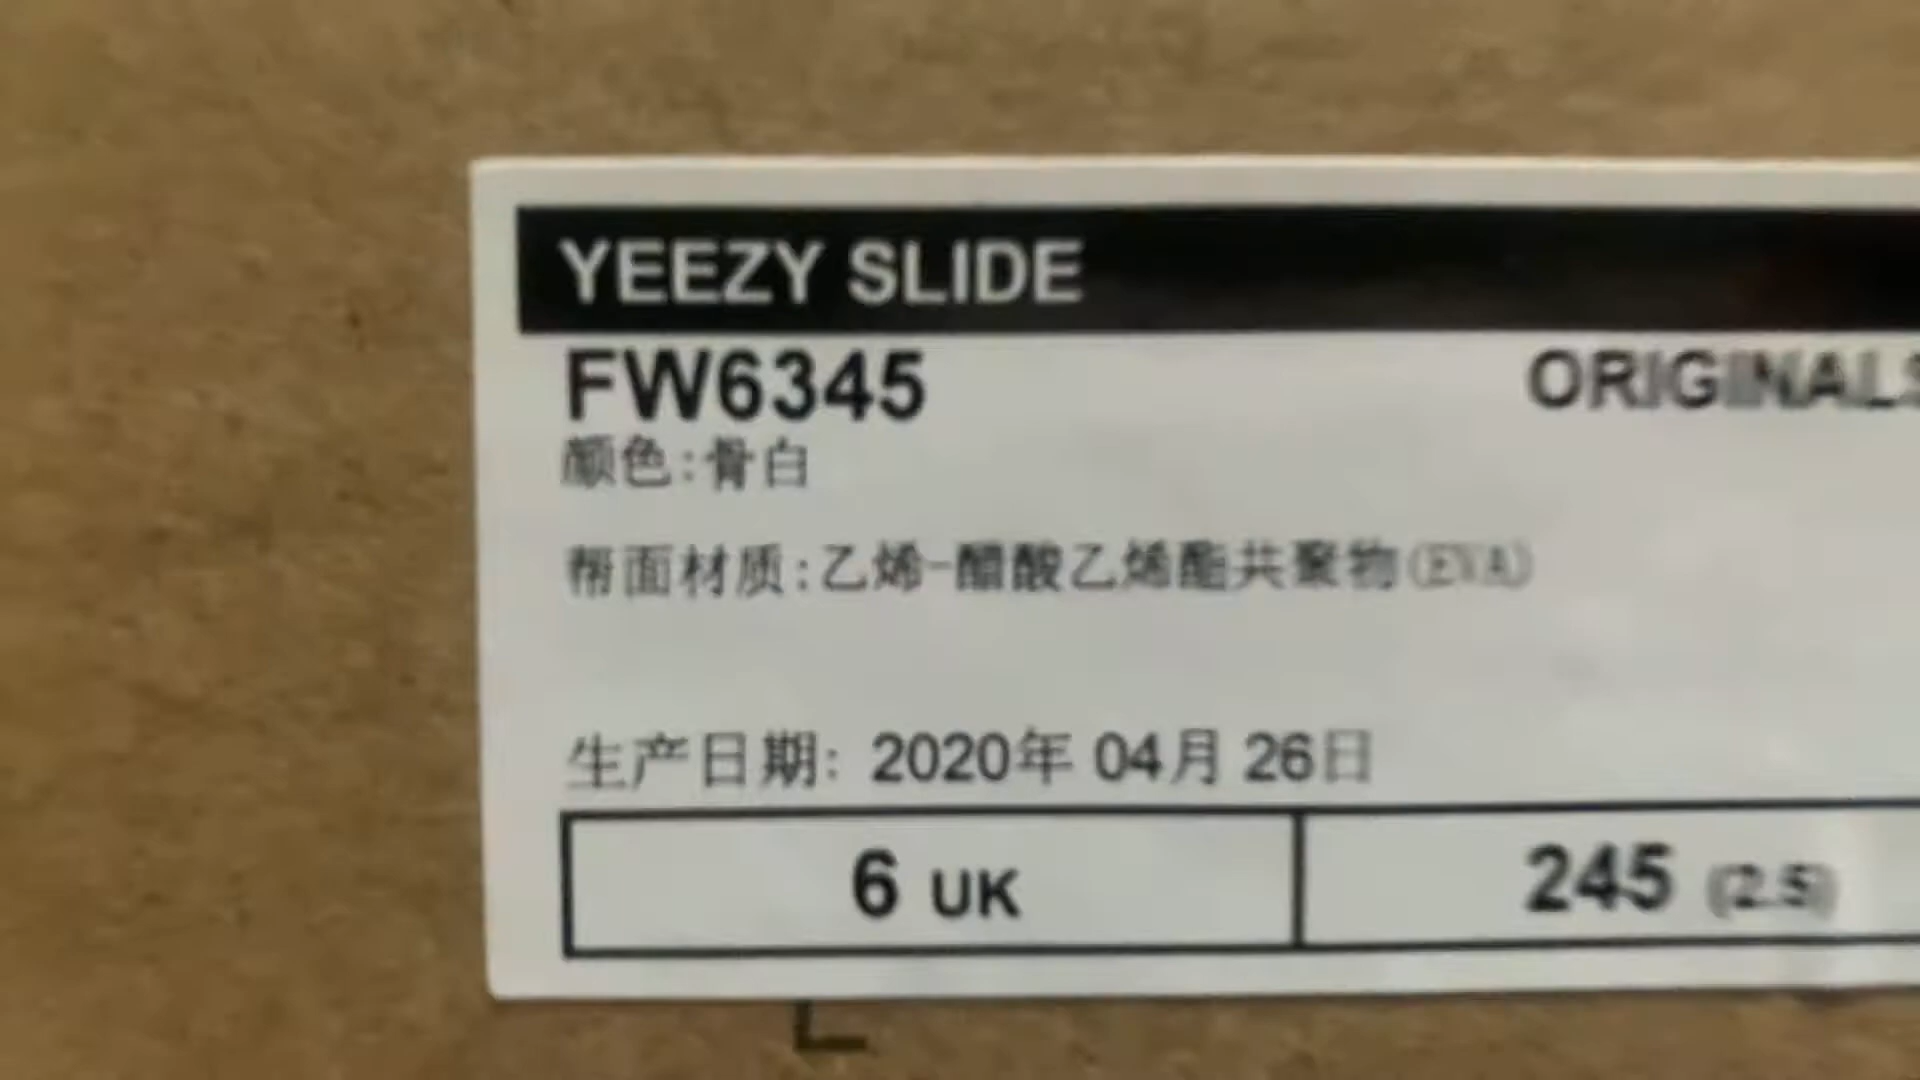 YEEZY SLIDE
FW6345
ORIGINALS
颜色:骨白
帮面材质:乙烯-醋酸乙烯酯共聚物(EVA)
生产日期: 2020年 04月 26日
6 UK
245 (2.5)